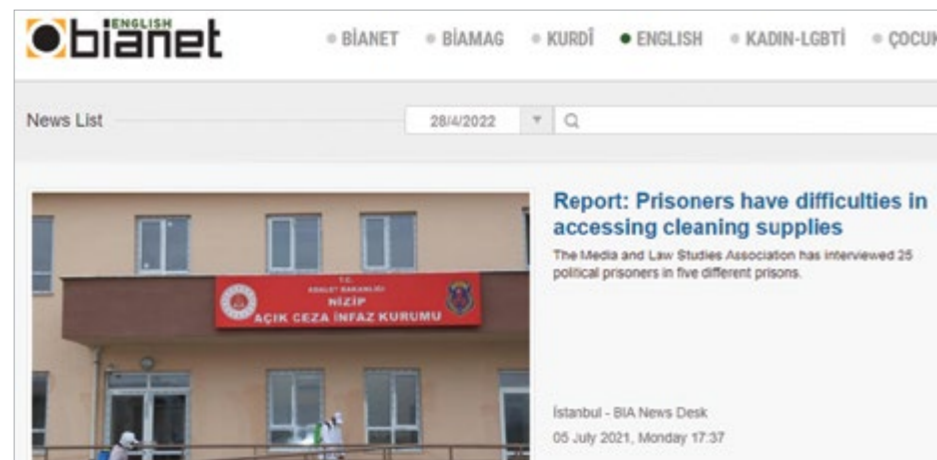 ENGLISH
bianet
BİANET
BİAMAG
KURDÎ
ENGLISH
KADIN-LGBTİ
ÇOCUK
News List
28/4/2022
T.C.
ADALET BAKANLIĞI
NİZİP
AÇIK CEZA İNFAZ KURUMU
Report: Prisoners have difficulties in
accessing cleaning supplies
The Media and Law Studies Association has interviewed 25
political prisoners in five different prisons.
İstanbul - BIA News Desk
05 July 2021, Monday 17:37